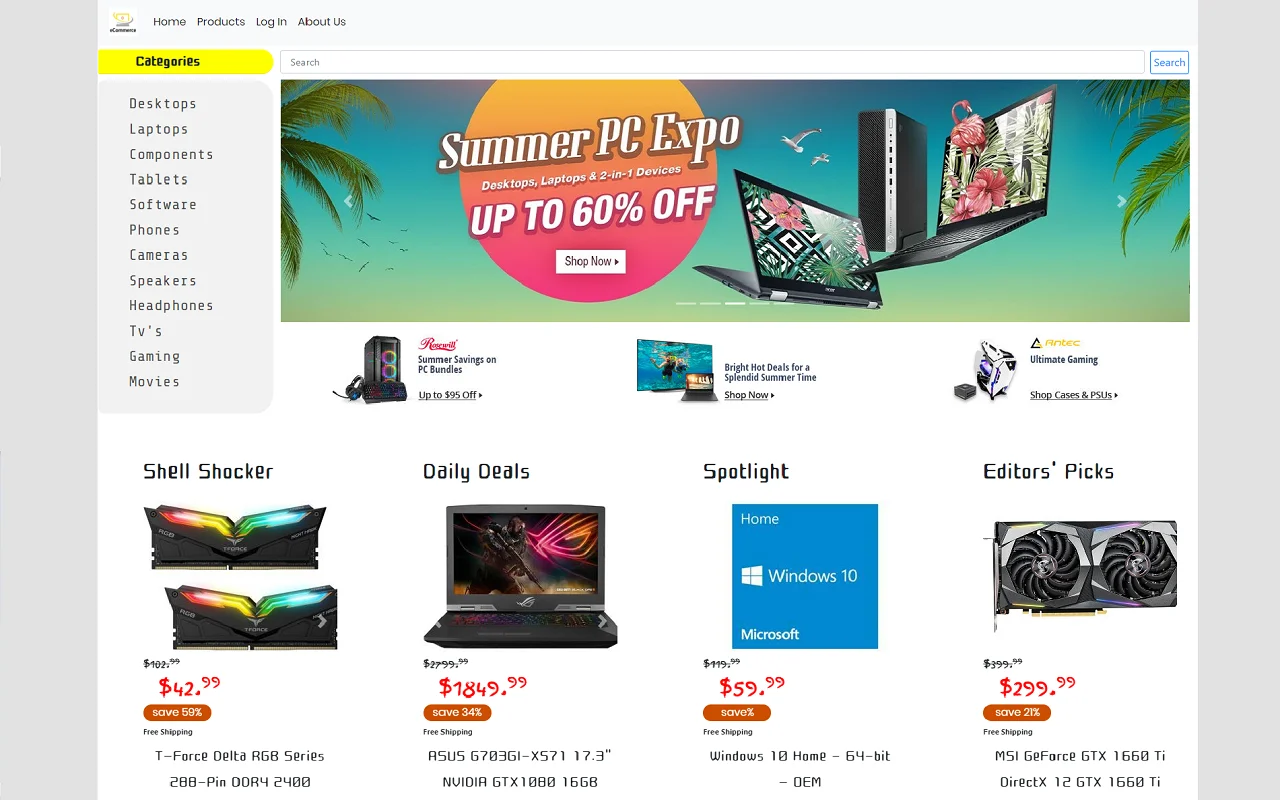 eCommerce
Home Products Log In About Us
Categories
Search
Search
Desktops
Laptops
Components
Tablets
Software
Phones
Cameras
Speakers
Headphones
Tv's
Gaming
Movies
Summer PC Expo
Desktops, Laptops & 2-in-1 Devices
UP TO 60% OFF
Shop Now
acer
Rosewill
Summer Savings on
PC Bundles
Up to $95 Off
Bright Hot Deals for a
Splendid Summer Time
Shop Now
Antec
Ultimate Gaming
Shop Cases & PSUs
Shell Shocker
RGB
T-FORCE
RGB
T-FORCE
$102.99
$42.99
save 59%
Free Shipping
T-Force Delta RGB Series
288-Pin DDR4 2400
Daily Deals
$2799.99
$1849.99
save 34%
Free Shipping
ASUS G703GI-XS71 17.3"
NVIDIA GTX1080 16GB
Spotlight
Home
Windows 10
Microsoft
$119.99
$59.99
save%
Free Shipping
Windows 10 Home - 64-bit
- OEM
Editors' Picks
$399.99
$299.99
save 21%
Free Shipping
MSI GeForce GTX 1660 Ti
DirectX 12 GTX 1660 Ti